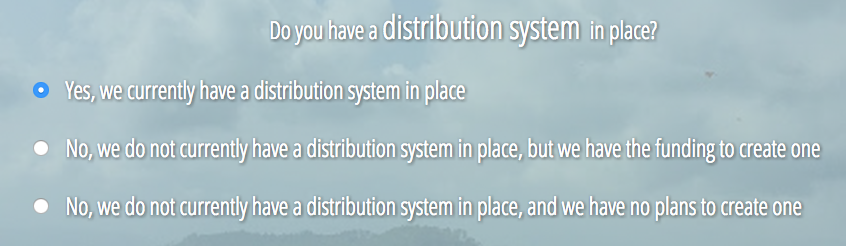 Do you have a distribution system in place?
Yes, we currently have a distribution system in place
No, we do not currently have a distribution system in place, but we have the funding to create one
No, we do not currently have a distribution system in place, and we have no plans to create one